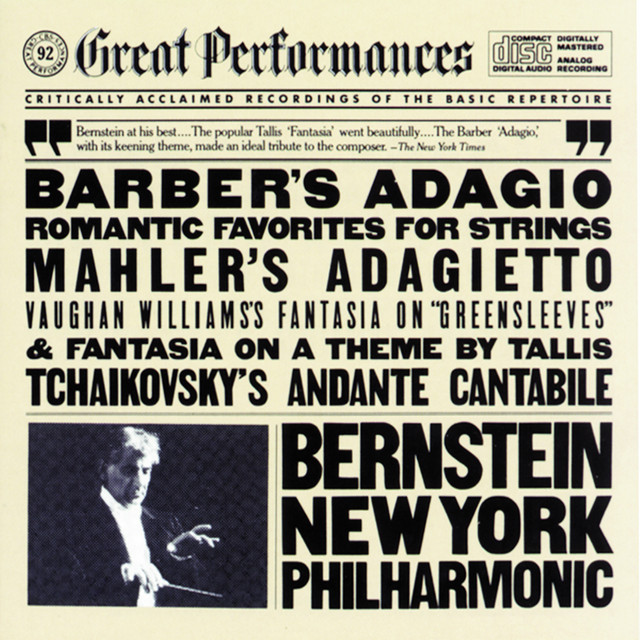 92
Great Performances
COMPACT
disc
DIGITAL AUDIO
DIGITALLY
MASTERED
ANALOG
RECORDING
CRITICALLY ACCLAIMED RECORDINGS OF THE BASIC REPERTOIRE
Bernstein at his best....The popular Tallis ‘Fantasia’ went beautifully....The Barber ‘Adagio,’
with its keening theme, made an ideal tribute to the composer. –The New York Times
BARBER'S ADAGIO
ROMANTIC FAVORITES FOR STRINGS
MAHLER'S ADAGIETTO
VAUGHAN WILLIAMS'S FANTASIA ON “GREENSLEEVES”
& FANTASIA ON A THEME BY TALLIS
TCHAIKOVSKY'S ANDANTE CANTABILE
BERNSTEIN
NEW YORK
PHILHARMONIC